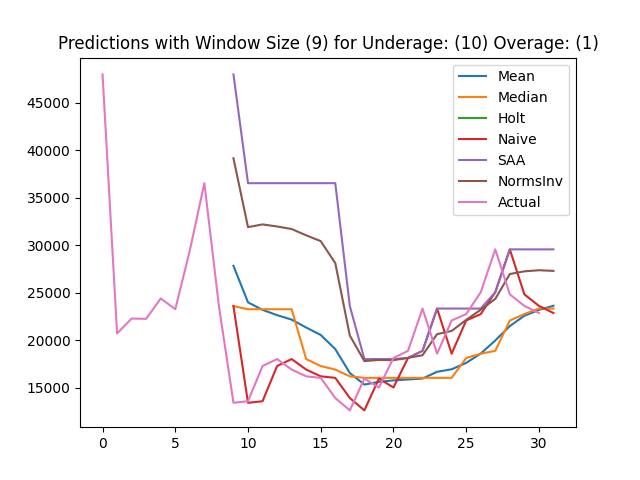 Predictions with Window Size (9) for Underage: (10) Overage: (1)
Mean
Median
Holt
Naive
SAA
NormsInv
Actual
45000
40000
35000
30000
25000
20000
15000
0 5 10 15 20 25 30